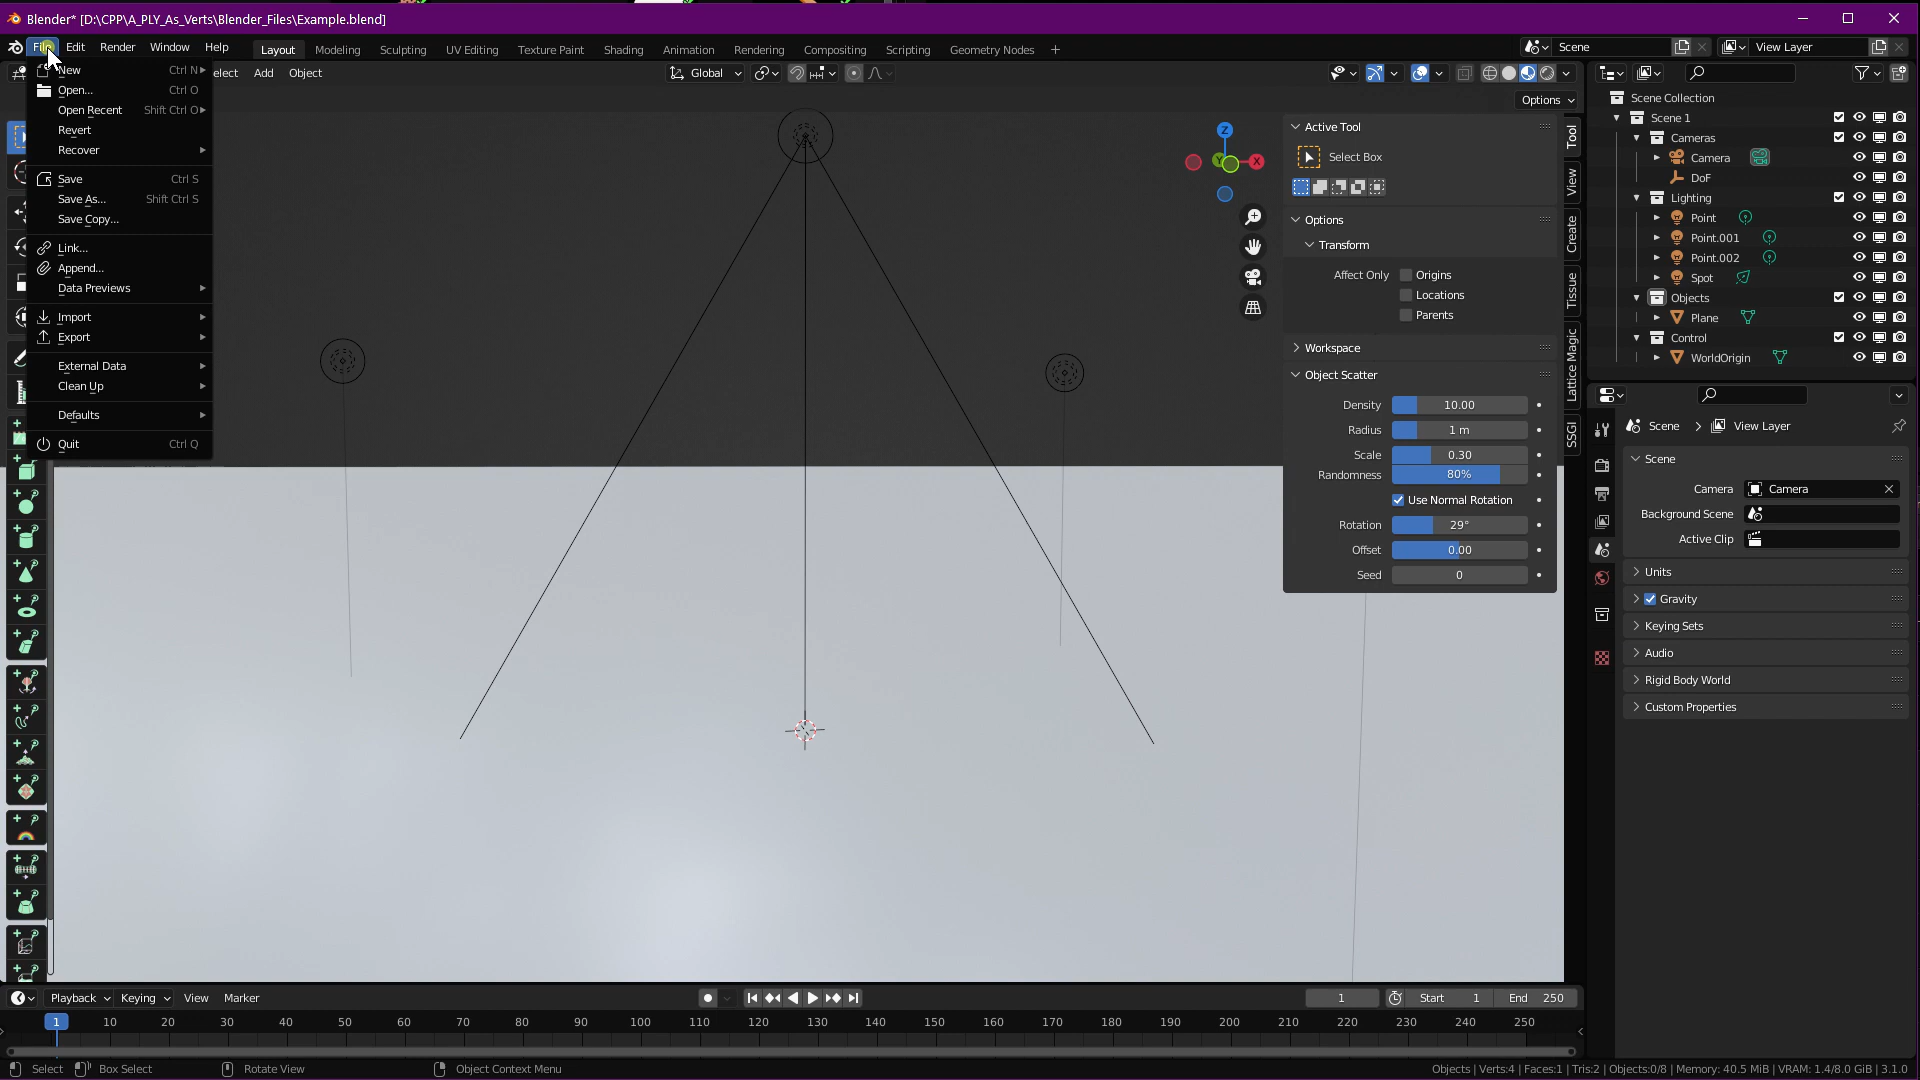 Blender* [D:\CPP\A_PLY_As_Verts\Blender_Files\Example.blend]
File Edit Render Window Help Layout Modeling Sculpting UV Editing Texture Paint Shading Animation Rendering Compositing Scripting Geometry Nodes + Scene View Layer
elect Add Object Global
Options
New Ctrl N
Open... Ctrl O
Open Recent Shift Ctrl O
Revert
Recover
Save Ctrl S
Save As... Shift Ctrl S
Save Copy...
Link...
Append...
Data Previews
Import
Export
External Data
Clean Up
Defaults
Quit Ctrl Q
Z
Y
X
Active Tool
Select Box
Options
Transform
Affect Only Origins
Locations
Parents
Workspace
Object Scatter
Density 10.00
Radius 1 m
Scale 0.30
Randomness 80%
Use Normal Rotation
Rotation 29°
Offset 0.00
Seed 0
Tool
View
Create
Tissue
Lattice Magic
SSGI
Scene Collection
Scene 1
Cameras
Camera
DoF
Lighting
Point
Point.001
Point.002
Spot
Objects
Plane
Control
WorldOrigin
Scene > View Layer
Scene
Camera Camera
Background Scene
Active Clip
Units
Gravity
Keying Sets
Audio
Rigid Body World
Custom Properties
Playback Keying View Marker 1 Start 1 End 250
1 10 20 30 40 50 60 70 80 90 100 110 120 130 140 150 160 170 180 190 200 210 220 230 240 250
Select Box Select Rotate View Object Context Menu Objects | Verts:4 | Faces:1 | Tris:2 | Objects:0/8 | Memory: 40.5 MiB | VRAM: 1.4/8.0 GiB | 3.1.0